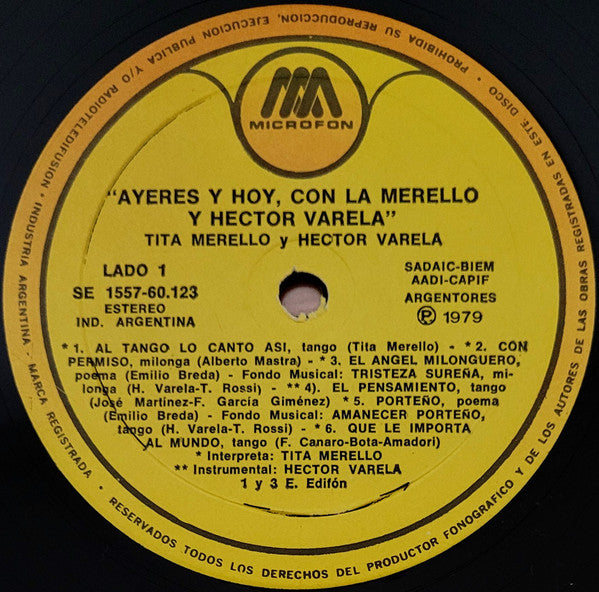 MICROFON
"AYERES Y HOY, CON LA MERELLO
Y HECTOR VARELA"
TITA MERELLO y HECTOR VARELA
LADO 1
SE 1557-60.123
ESTEREO
IND. ARGENTINA
SADAIC-BIEM
AADI-CAPIF
ARGENTORES
℗ 1979
* 1. AL TANGO LO CANTO ASI, tango (Tita Merello) - * 2. CON
PERMISO, milonga (Alberto Mastra) - * 3. EL ANGEL MILONGUERO,
poema (Emilio Breda) - Fondo Musical: TRISTEZA SUREÑA, mi-
longa (H. Varela-T. Rossi) - ** 4). EL PENSAMIENTO, tango
(José Martínez-F. García Giménez) * 5. PORTEÑO, poema
(Emilio Breda) - Fondo Musical: AMANECER PORTEÑO,
tango (H. Varela-T. Rossi) - * 6. QUE LE IMPORTA
AL MUNDO, tango (F. Canaro-Bota-Amadori)
* Interpreta: TITA MERELLO
** Instrumental: HECTOR VARELA
1 y 3 E. Edifón
INDUSTRIA ARGENTINA - MARCA REGISTRADA • RESERVADOS TODOS LOS DERECHOS DEL PRODUCTOR FONOGRAFICO Y DE LOS AUTORES DE LAS OBRAS REGISTRADAS EN ESTE DISCO • PROHIBIDA SU REPRODUCCION, EJECUCION PUBLICA Y/O RADIOTELEDIFUSION •